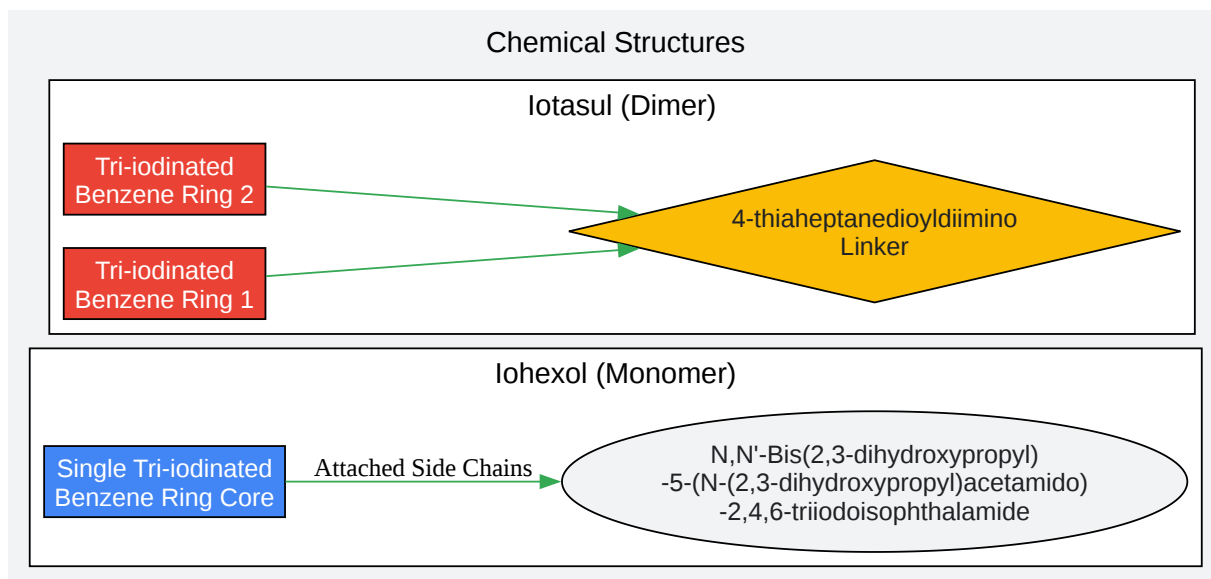 Chemical Structures
Iotasul (Dimer)
Tri-iodinated
Benzene Ring 2
Tri-iodinated
Benzene Ring 1
4-thiaheptanedioyldiimino
Linker
Iohexol (Monomer)
Single Tri-iodinated
Benzene Ring Core
Attached Side Chains
N,N'-Bis(2,3-dihydroxypropyl)
-5-(N-(2,3-dihydroxypropyl)acetamido)
-2,4,6-triiodoisophthalamide